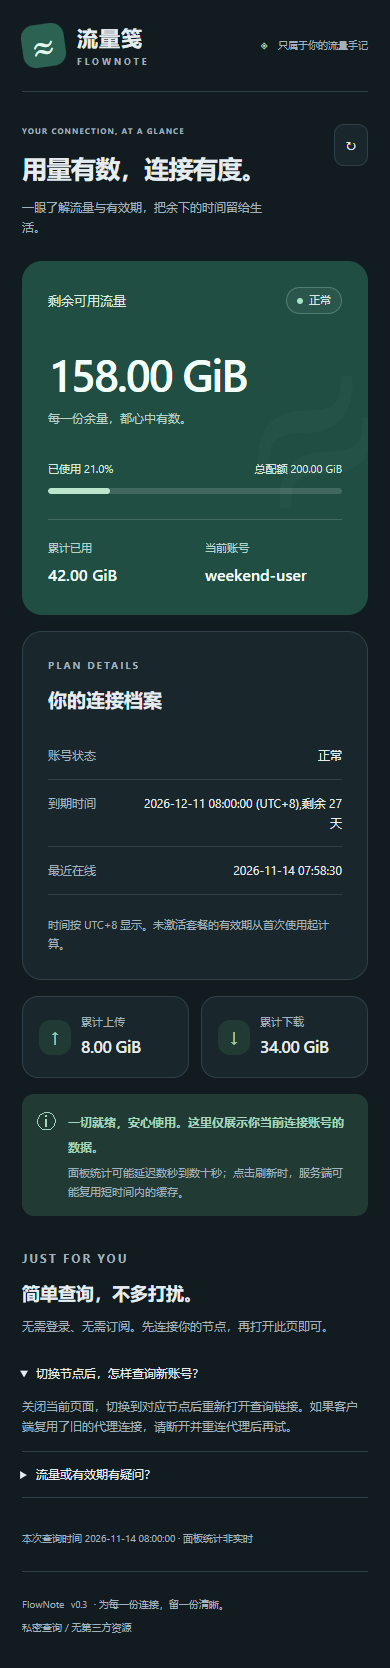 流量笺
FLOWNOTE
只属于你的流量手记
YOUR CONNECTION, AT A GLANCE
用量有数，连接有度。
一眼了解流量与有效期，把余下的时间留给生
活。
剩余可用流量
正常
158.00 GiB
每一份余量，都心中有数。
已使用 21.0%
总配额 200.00 GiB
累计已用
当前账号
42.00 GiB
weekend-user
PLAN DETAILS
你的连接档案
账号状态
正常
到期时间
2026-12-11 08:00:00 (UTC+8),剩余 27
天
最近在线
2026-11-14 07:58:30
时间按 UTC+8 显示。未激活套餐的有效期从首次使用起计
算。
累计上传
8.00 GiB
累计下载
34.00 GiB
一切就绪，安心使用。这里仅展示你当前连接账号的
数据。
面板统计可能延迟数秒到数十秒；点击刷新时，服务端可
能复用短时间内的缓存。
JUST FOR YOU
简单查询，不多打扰。
无需登录、无需订阅。先连接你的节点，再打开此页即可。
切换节点后，怎样查询新账号？
关闭当前页面，切换到对应节点后重新打开查询链接。如果客户
端复用了旧的代理连接，请断开并重连代理后再试。
流量或有效期有疑问？
本次查询时间 2026-11-14 08:00:00 · 面板统计非实时
FlowNote v0.3 · 为每一份连接，留一份清晰。
私密查询 / 无第三方资源